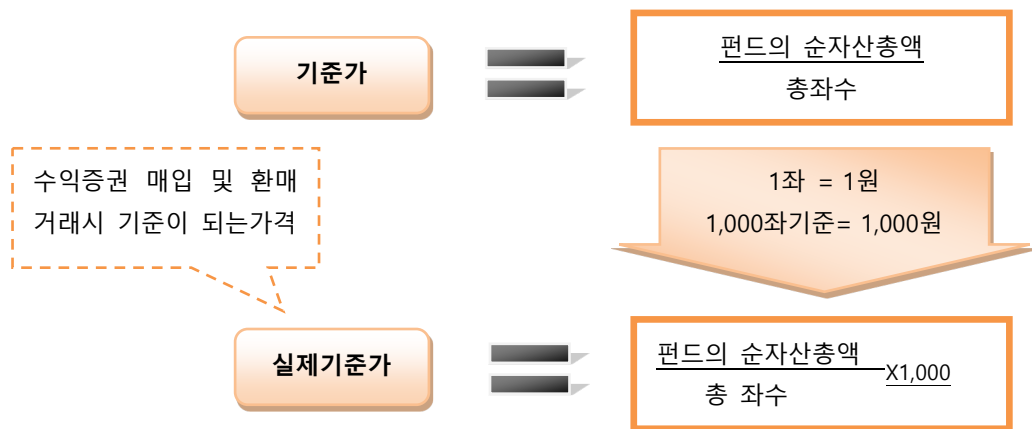 기준가
펀드의 순자산총액
총좌수
수익증권 매입 및 환매
거래시 기준이 되는가격
1좌 = 1원
1,000좌기준= 1,000원
실제기준가
펀드의 순자산총액
X1,000
총 좌수